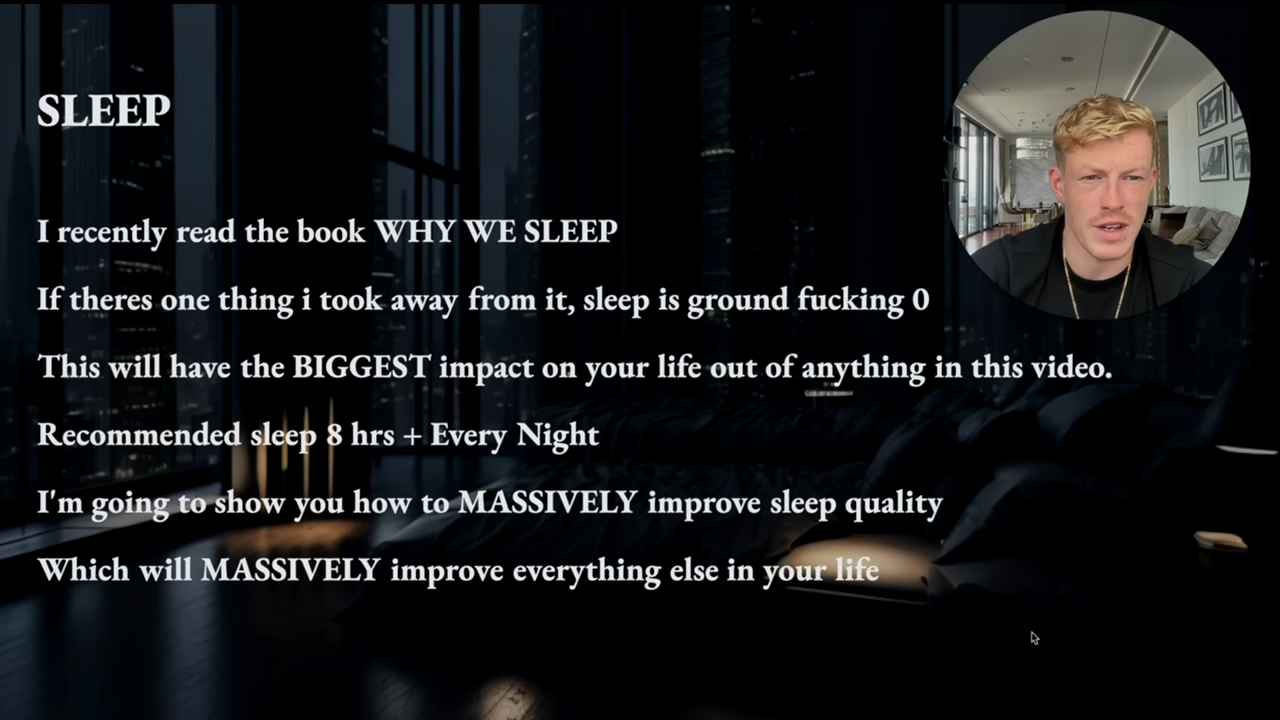 SLEEP
I recently read the book WHY WE SLEEP
If theres one thing i took away from it, sleep is ground fucking 0
This will have the BIGGEST impact on your life out of anything in this video.
Recommended sleep 8 hrs + Every Night
I'm going to show you how to MASSIVELY improve sleep quality
Which will MASSIVELY improve everything else in your life